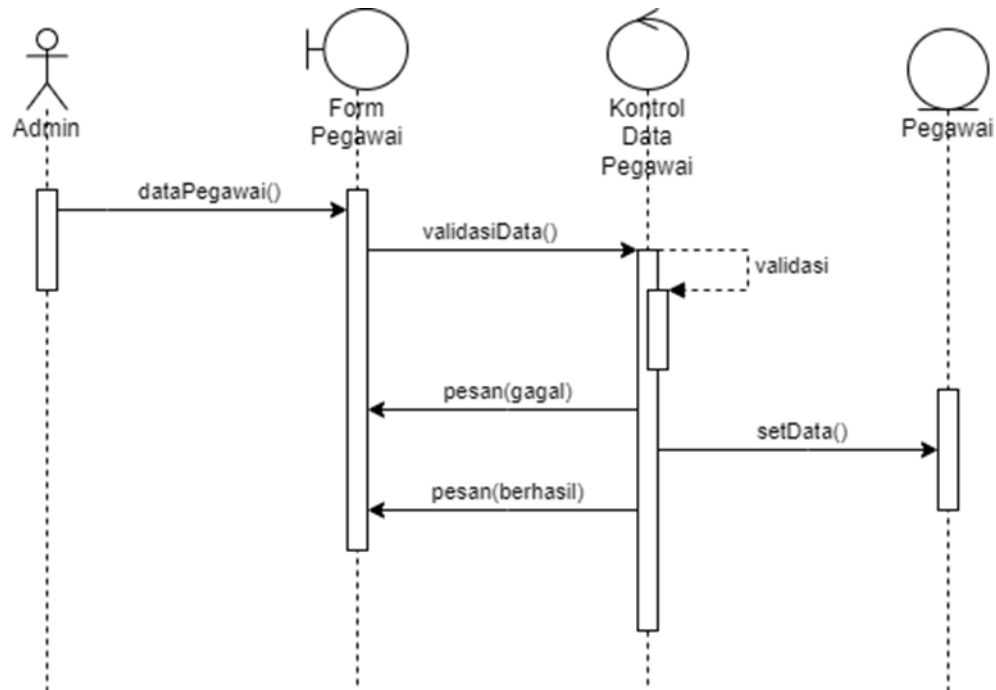 Admin
Form
Pegawai
Kontrol
Data
Pegawai
Pegawai
dataPegawai()
validasiData()
validasi
pesan(gagal)
setData()
pesan(berhasil)